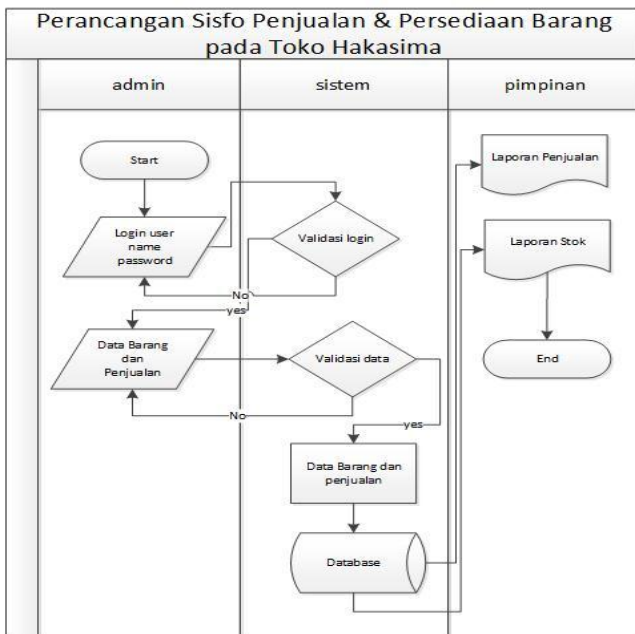 Perancangan Sisfo Penjualan & Persediaan Barang
pada Toko Hakasima
admin
sistem
pimpinan
Start
Laporan Penjualan
Login user
name
password
Validasi login
Laporan Stok
No
yes
Data Barang
dan
Penjualan
Validasi data
End
No
yes
Data Barang dan
penjualan
Database